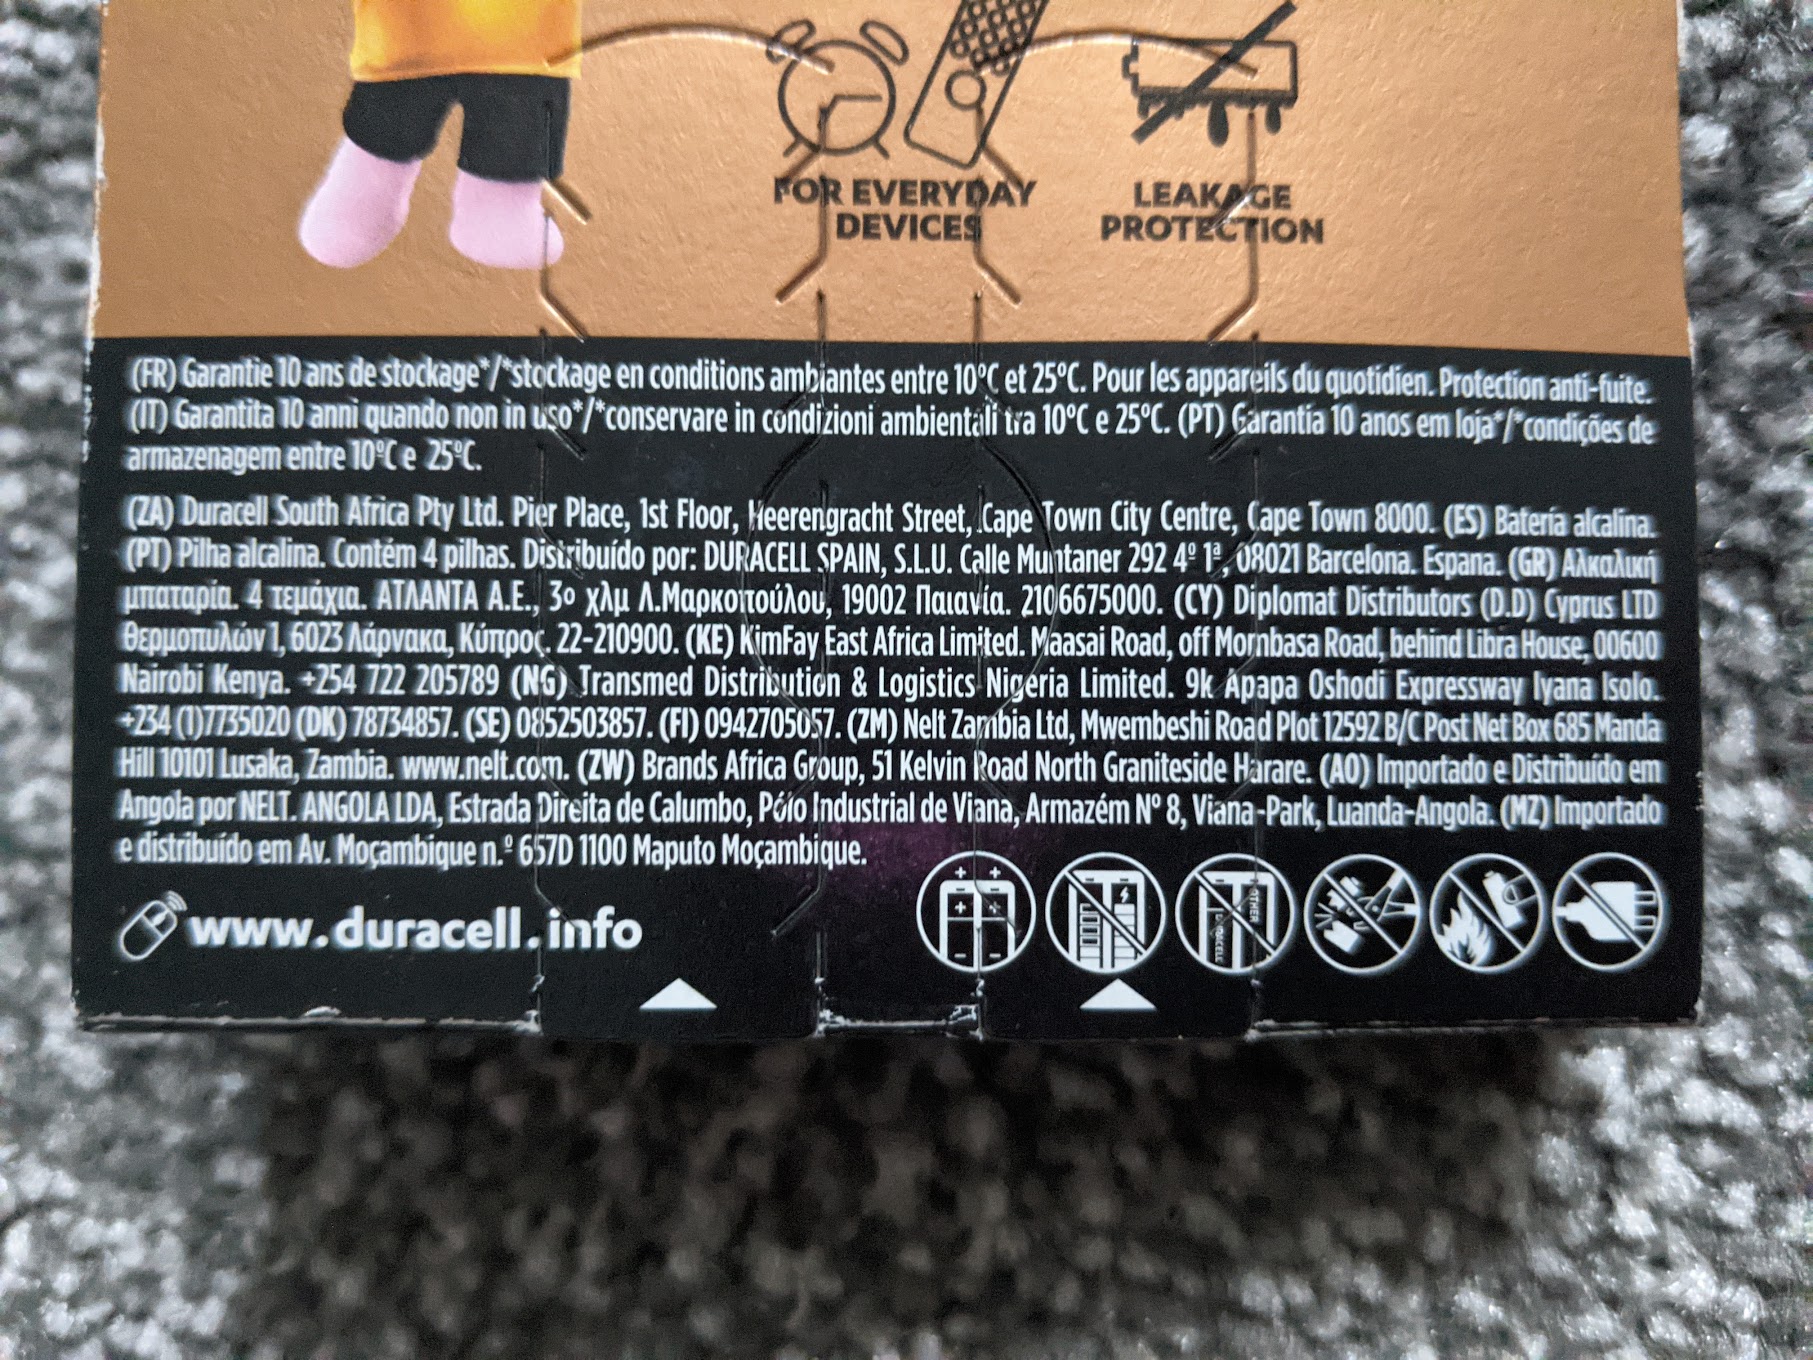 FOR EVERYDAY
DEVICES
LEAKAGE
PROTECTION
(FR) Garantie 10 ans de stockage*/*stockage en conditions ambiantes entre 10°C et 25°C. Pour les appareils du quotidien. Protection anti-fuite.
(IT) Garantita 10 anni quando non in uso*/*conservare in condizioni ambientali tra 10°C e 25°C. (PT) Garantia 10 anos em loja*/*condições de
armazenagem entre 10°C e 25°C.
(ZA) Duracell South Africa Pty Ltd. Pier Place, 1st Floor, Heerengracht Street, Cape Town City Centre, Cape Town 8000. (ES) Batería alcalina.
(PT) Pilha alcalina. Contém 4 pilhas. Distribuído por: DURACELL SPAIN, S.L.U. Calle Muntaner 292 4º 1ª, 08021 Barcelona. Espana. (GR) Αλκαλική
μπαταρία. 4 τεμάχια. ΑΤΛΑΝΤΑ Α.Ε., 3ο χλμ Λ.Μαρκοπούλου, 19002 Παιανία. 2106675000. (CY) Diplomat Distributors (D.D) Cyprus LTD
Θερμοπυλών 1, 6023 Λάρνακα, Κύπρος. 22-210900. (KE) KimFay East Africa Limited. Maasai Road, off Mombasa Road, behind Libra House, 00600
Nairobi Kenya. +254 722 205789 (NG) Transmed Distribution & Logistics Nigeria Limited. 9k Apapa Oshodi Expressway Iyana Isolo.
+234 (1)7735020 (DK) 78734857. (SE) 0852503857. (FI) 0942705057. (ZM) Nelt Zambia Ltd, Mwembeshi Road Plot 12592 B/C Post Net Box 685 Manda
Hill 10101 Lusaka, Zambia. www.nelt.com. (ZW) Brands Africa Group, 51 Kelvin Road North Graniteside Harare. (AO) Importado e Distribuído em
Angola por NELT. ANGOLA LDA, Estrada Direita de Calumbo, Pólo Industrial de Viana, Armazém Nº 8, Viana-Park, Luanda-Angola. (MZ) Importado
e distribuído em Av. Moçambique n.º 657D 1100 Maputo Moçambique.
www.duracell.info
DURACELL
OTHER